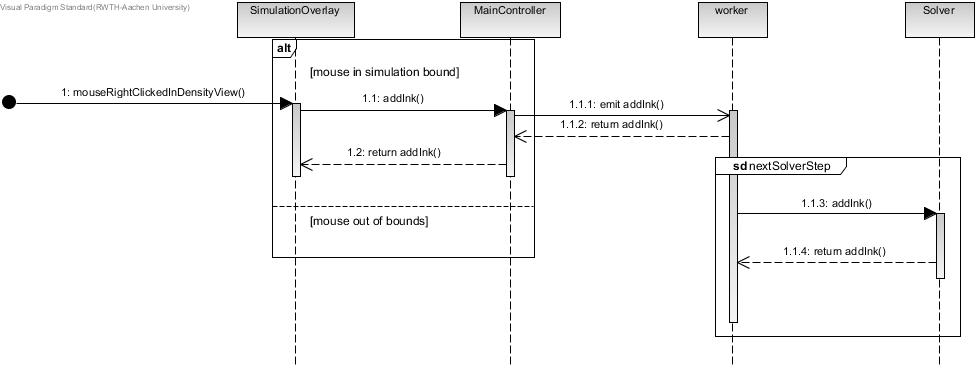 Visual Paradigm Standard(RWTH-Aachen University)
SimulationOverlay
MainController
worker
Solver
alt
[mouse in simulation bound]
1: mouseRightClickedInDensityView()
1.1: addInk()
1.1.1: emit addInk()
1.1.2: return addInk()
1.2: return addInk()
sd nextSolverStep
1.1.3: addInk()
[mouse out of bounds]
1.1.4: return addInk()